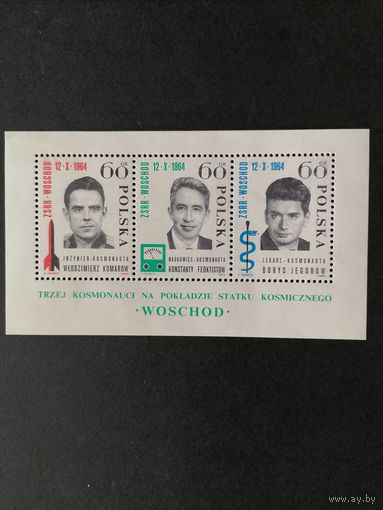 ZSRR · WOSCHOD
12 · X · 1964
60 GR
POLSKA
INŻYNIER-KOSMONAUTA
WŁODZIMIERZ KOMAROW
ZSRR · WOSCHOD
12 · X · 1964
60 GR
POLSKA
NAUKOWIEC-KOSMONAUTA
KONSTANTY FEOKTISTOW
ZSRR · WOSCHOD
12 · X · 1964
60 GR
POLSKA
LEKARZ-KOSMONAUTA
BORYS JEGOROW
TRZEJ KOSMONAUCI NA POKŁADZIE STATKU KOSMICZNEGO
· WOSCHOD ·
av.by